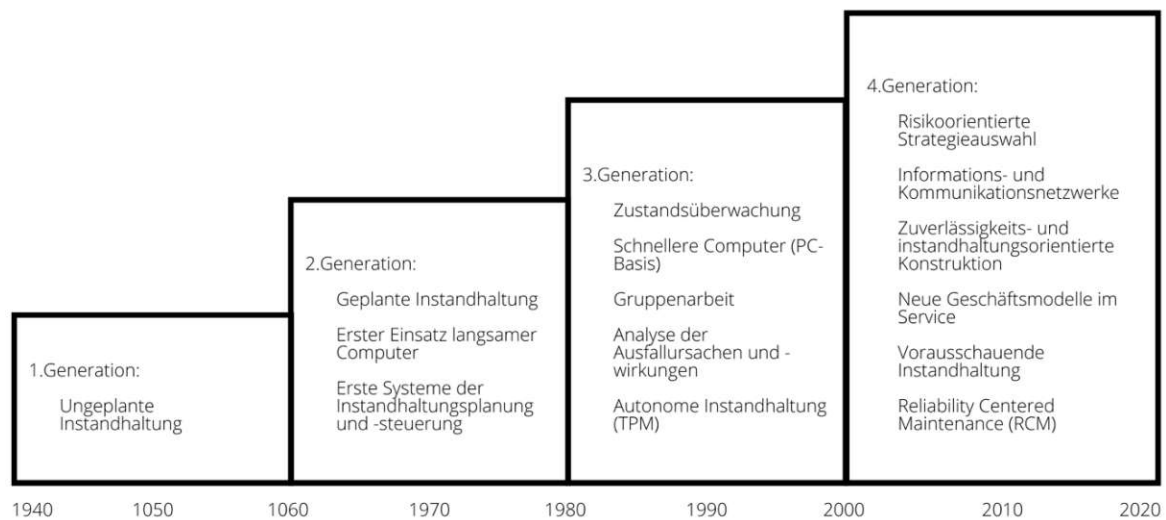 1.Generation:
Ungeplante
Instandhaltung
2.Generation:
Geplante Instandhaltung
Erster Einsatz langsamer
Computer
Erste Systeme der
Instandhaltungsplanung
und -steuerung
3.Generation:
Zustandsüberwachung
Schnellere Computer (PC-
Basis)
Gruppenarbeit
Analyse der
Ausfallursachen und -
wirkungen
Autonome Instandhaltung
(TPM)
4.Generation:
Risikoorientierte
Strategieauswahl
Informations- und
Kommunikationsnetzwerke
Zuverlässigkeits- und
instandhaltungsorientierte
Konstruktion
Neue Geschäftsmodelle im
Service
Vorausschauende
Instandhaltung
Reliability Centered
Maintenance (RCM)
1940 1050 1060 1970 1980 1990 2000 2010 2020